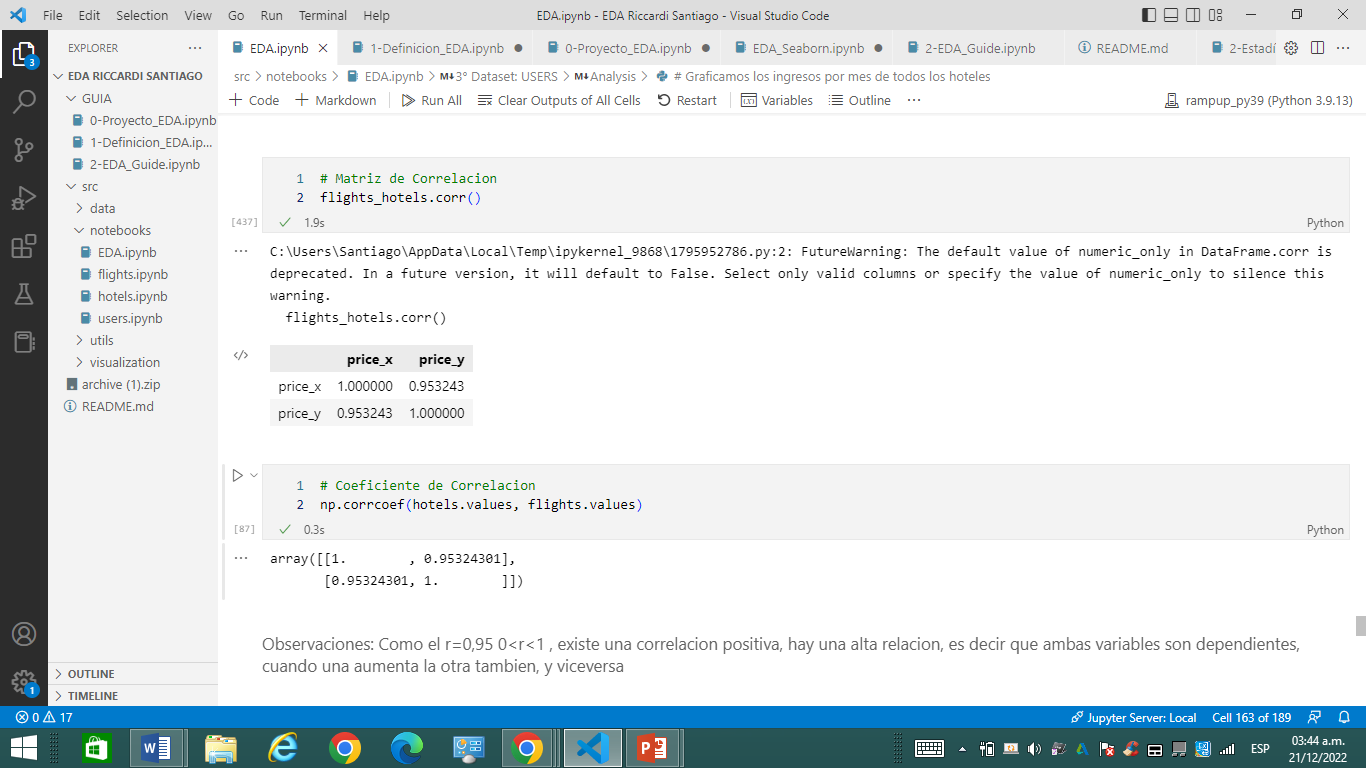 File Edit Selection View Go Run Terminal Help EDA.ipynb - EDA Riccardi Santiago - Visual Studio Code
EXPLORER
EDA.ipynb 1-Definicion_EDA.ipynb 0-Proyecto_EDA.ipynb EDA_Seaborn.ipynb 2-EDA_Guide.ipynb README.md 2-Estadí
3
EDA RICCARDI SANTIAGO
GUIA
0-Proyecto_EDA.ipynb
1-Definicion_EDA.ip...
2-EDA_Guide.ipynb
src
data
notebooks
EDA.ipynb
flights.ipynb
hotels.ipynb
users.ipynb
utils
visualization
archive (1).zip
README.md
OUTLINE
TIMELINE
1
src > notebooks > EDA.ipynb > M↓3° Dataset: USERS > M↓Analysis > # Graficamos los ingresos por mes de todos los hoteles
+ Code + Markdown Run All Clear Outputs of All Cells Restart Variables Outline ... rampup_py39 (Python 3.9.13)
1 # Matriz de Correlacion
2 flights_hotels.corr()
[437] ✓ 1.9s Python
C:\Users\Santiago\AppData\Local\Temp\ipykernel_9868\1795952786.py:2: FutureWarning: The default value of numeric_only in DataFrame.corr is
deprecated. In a future version, it will default to False. Select only valid columns or specify the value of numeric_only to silence this
warning.
flights_hotels.corr()
price_x price_y
price_x 1.000000 0.953243
price_y 0.953243 1.000000
1 # Coeficiente de Correlacion
2 np.corrcoef(hotels.values, flights.values)
[87] ✓ 0.3s Python
array([[1. , 0.95324301],
[0.95324301, 1. ]])
Observaciones: Como el r=0,95 0<r<1 , existe una correlacion positiva, hay una alta relacion, es decir que ambas variables son dependientes,
cuando una aumenta la otra tambien, y viceversa
0 17 Jupyter Server: Local Cell 163 of 189
ESP 03:44 a.m.
21/12/2022